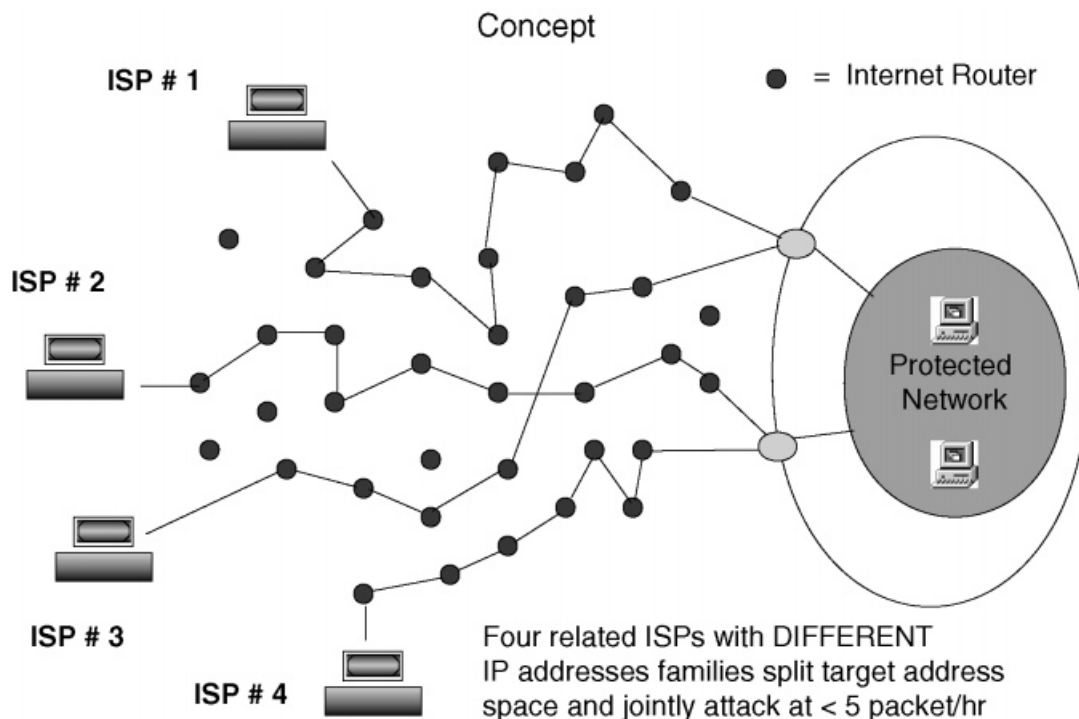 Concept
ISP # 1
= Internet Router
ISP # 2
Protected
Network
ISP # 3
ISP # 4
Four related ISPs with DIFFERENT
IP addresses families split target address
space and jointly attack at < 5 packet/hr